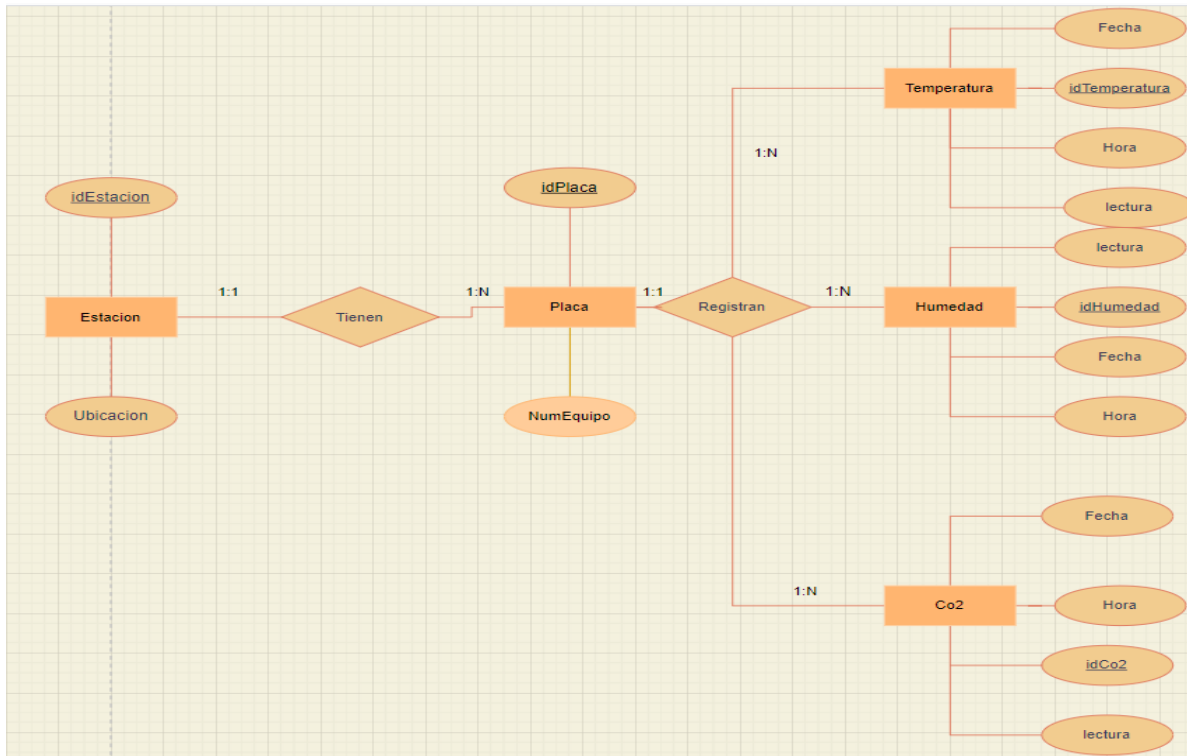 Fecha
Temperatura
idTemperatura
1:N
Hora
idPlaca
idEstacion
lectura
lectura
1:1
1:N
Placa
1:1
Registran
1:N
Humedad
idHumedad
Estacion
Tienen
Fecha
Ubicacion
NumEquipo
Hora
Fecha
1:N
Co2
Hora
idCo2
lectura